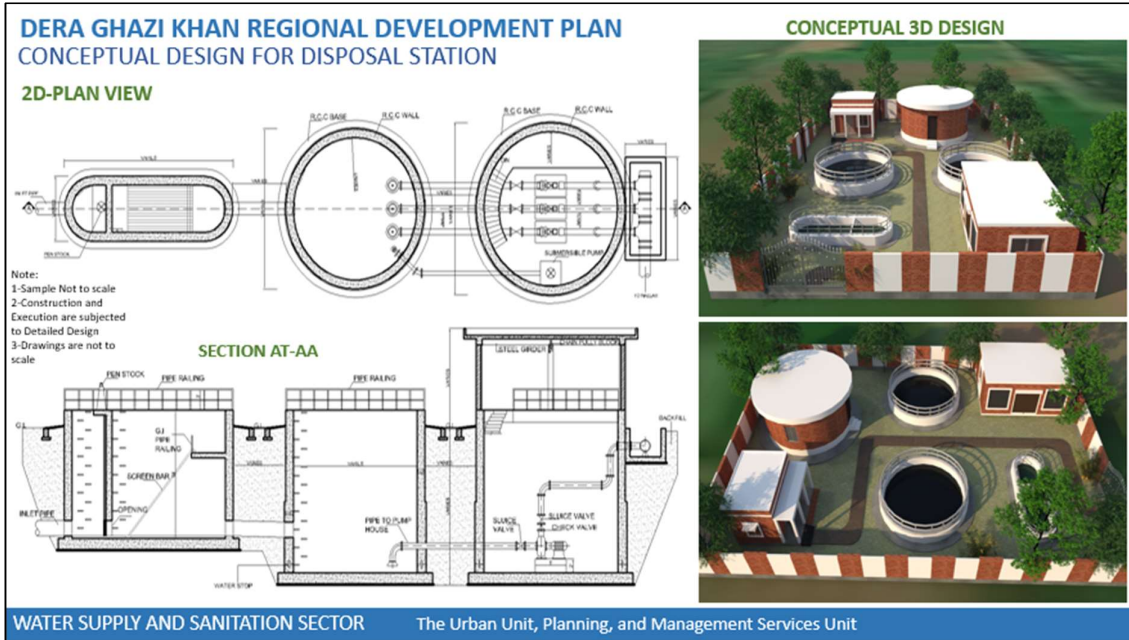 DERA GHAZI KHAN REGIONAL DEVELOPMENT PLAN
CONCEPTUAL DESIGN FOR DISPOSAL STATION
CONCEPTUAL 3D DESIGN
2D-PLAN VIEW
R.C.C BASE
R.C.C WALL
R.C.C BASE
R.C.C WALL
PEN STOCK
SUBMERSIBLE PUMP
Note:
1-Sample Not to scale
2-Construction and
Execution are subjected
to Detailed Design
3-Drawings are not to
scale
SECTION AT-AA
STEEL GIRDER
PEN STOCK
PIPE RAILING
PIPE RAILING
BACKFILL
G.I
PIPE
RAILING
SCREEN BAR
OPENING
INLET PIPE
PIPE TO PUMP
HOUSE
SLUICE
VALVE
SLUICE VALVE
CHECK VALVE
WATER STOP
WATER SUPPLY AND SANITATION SECTOR
The Urban Unit, Planning, and Management Services Unit